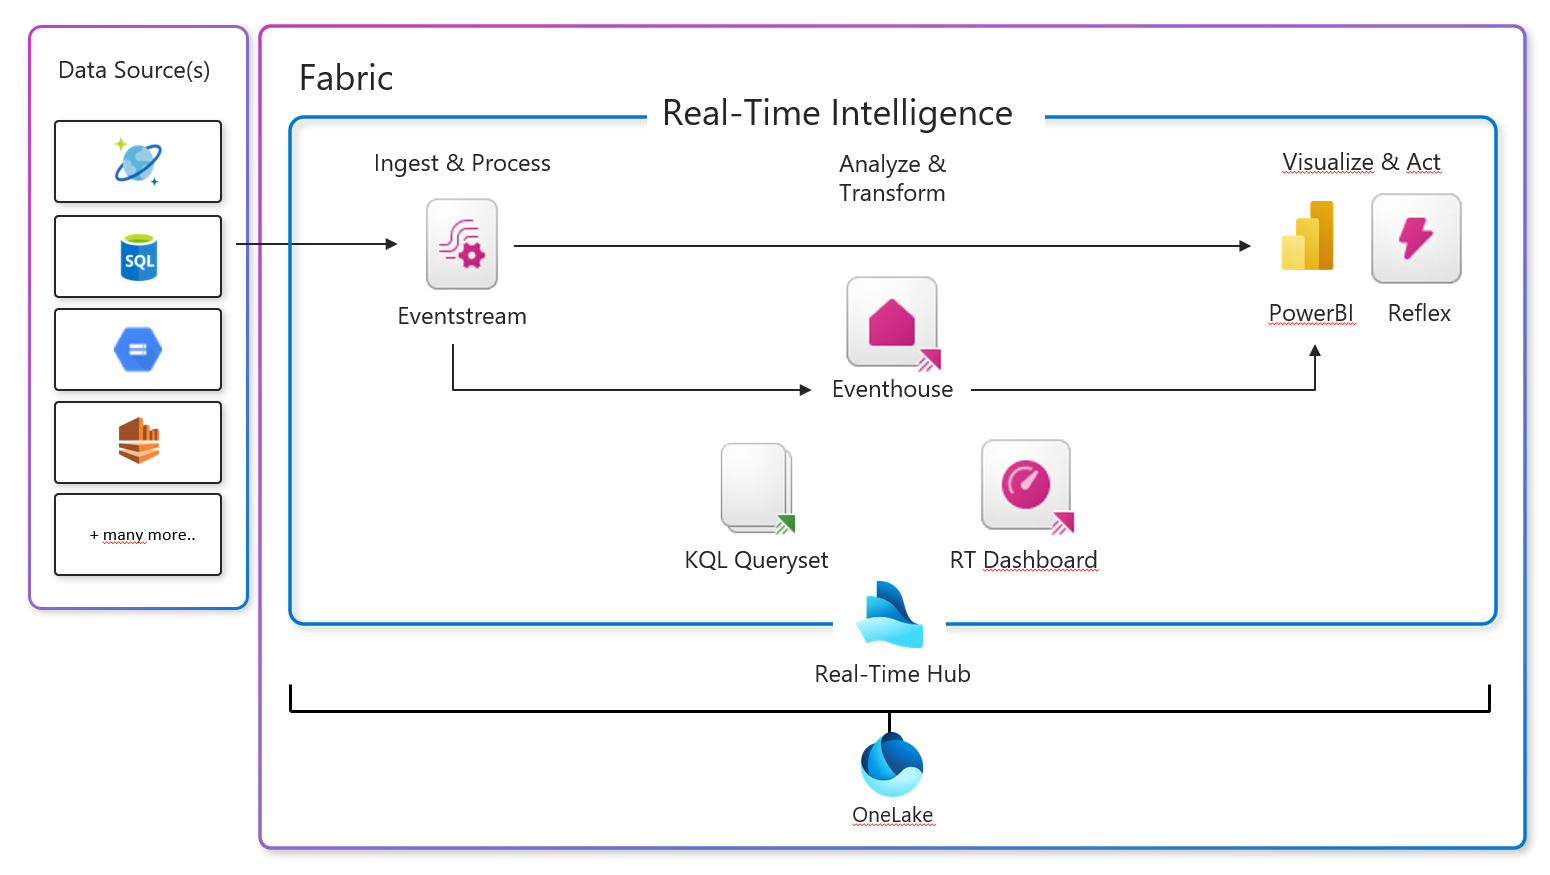 Data Source(s)
SQL
+ many more..
Fabric
Real-Time Intelligence
Ingest & Process
Eventstream
Analyze &
Transform
Eventhouse
Visualize & Act
PowerBI
Reflex
KQL Queryset
RT Dashboard
Real-Time Hub
OneLake